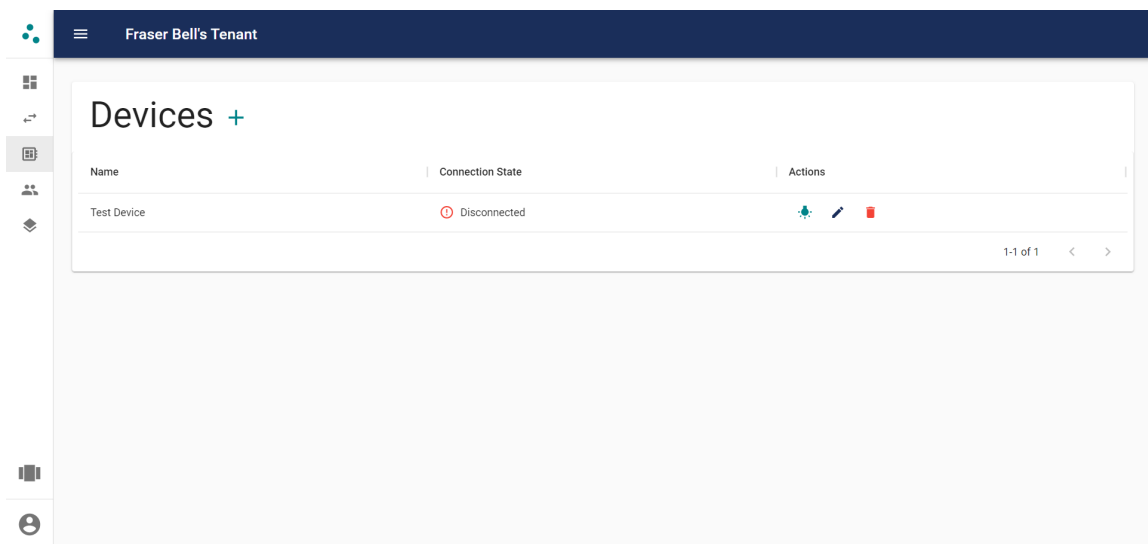 Fraser Bell's Tenant
Devices +
Name Connection State Actions
Test Device Disconnected
1-1 of 1